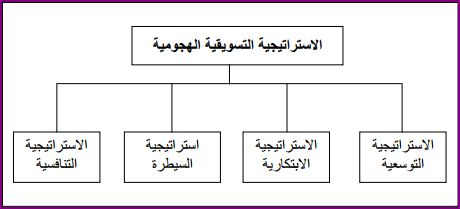 الاستراتيجية التسويقية الهجومية
الاستراتيجية
التوسعية
الاستراتيجية
الابتكارية
استراتيجية
السيطرة
الاستراتيجية
التنافسية